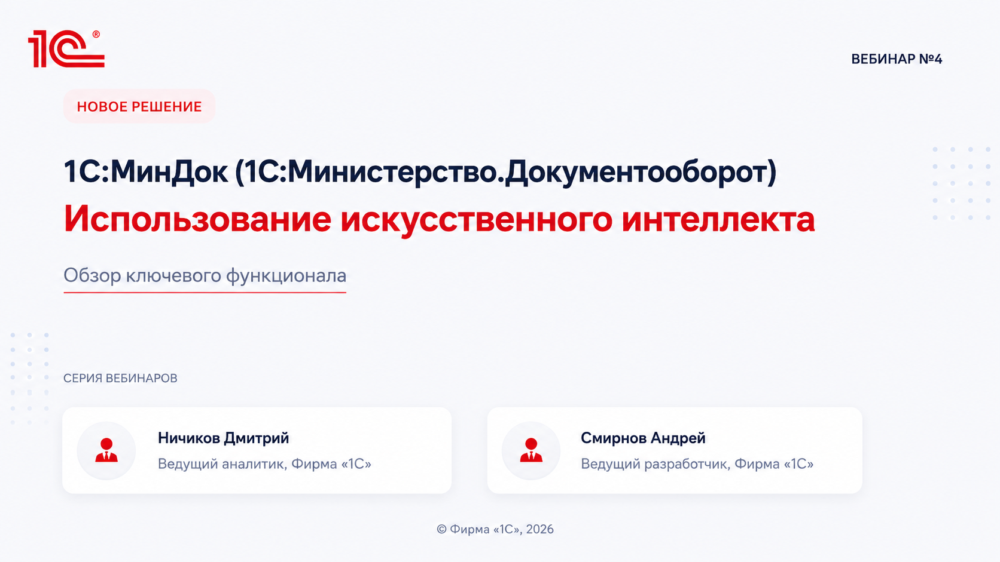 1С®
ВЕБИНАР №4
НОВОЕ РЕШЕНИЕ
1С:МинДок (1С:Министерство.Документооборот)
Использование искусственного интеллекта
Обзор ключевого функционала
СЕРИЯ ВЕБИНАРОВ
Ничиков Дмитрий
Ведущий аналитик, Фирма «1С»
Смирнов Андрей
Ведущий разработчик, Фирма «1С»
© Фирма «1С», 2026